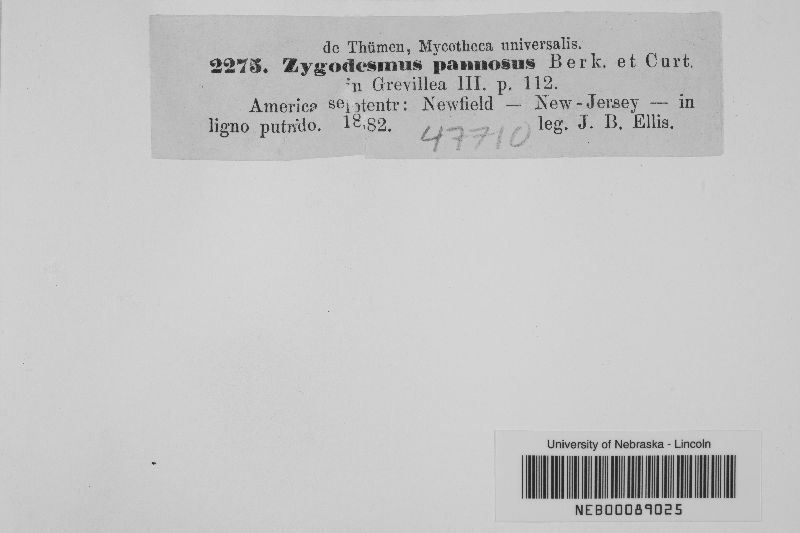 de Thümen, Mycotheca universalis.
2275. Zygodesmus pannosus Berk. et Curt.
in Grevillea III. p. 112.
America septentr: Newfield — New-Jersey — in
ligno putrido. 1882. leg. J. B. Ellis.
47710
University of Nebraska - Lincoln
NEB00089025